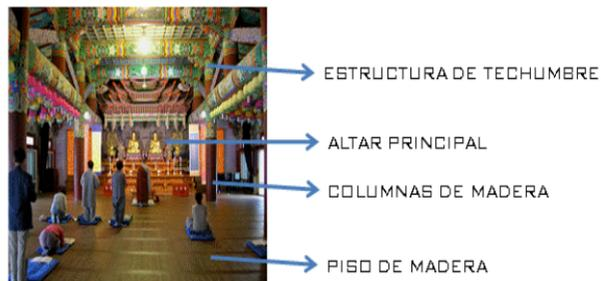 ESTRUCTURA DE TECHUMBRE
ALTAR PRINCIPAL
COLUMNAS DE MADERA
PISO DE MADERA